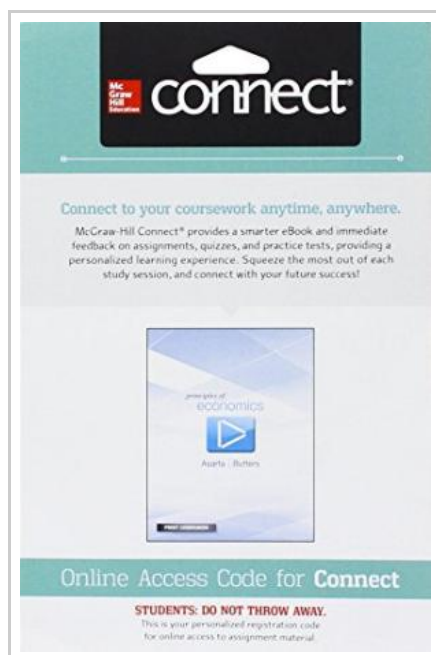 Mc
Graw
Hill
Education
connect®
Connect to your coursework anytime, anywhere.
McGraw-Hill Connect® provides a smarter eBook and immediate
feedback on assignments, quizzes, and practice tests, providing a
personalized learning experience. Squeeze the most out of each
study session, and connect with your future success!
principles of
economics
Asarta Butters
PRINT COMPANION
Online Access Code for Connect
STUDENTS: DO NOT THROW AWAY.
This is your personalized registration code
for online access to assignment material.